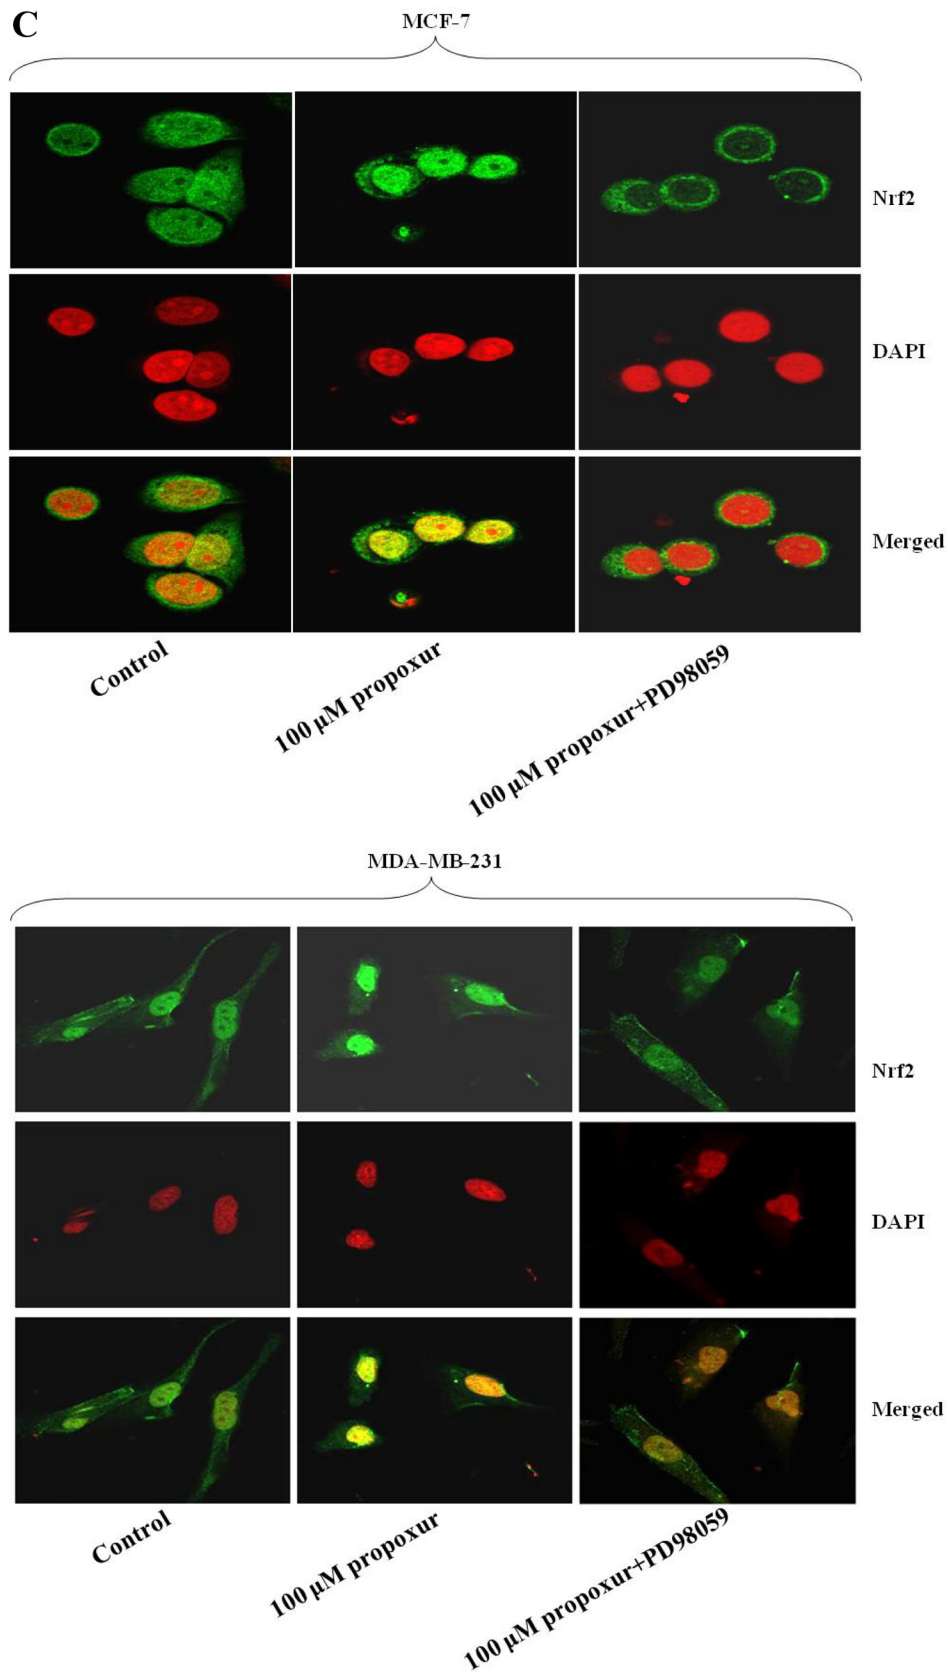 C
MCF-7
Nrf2
DAPI
Merged
Control
100 µM propoxur
100 µM propoxur+PD98059
MDA-MB-231
Nrf2
DAPI
Merged
Control
100 µM propoxur
100 µM propoxur+PD98059